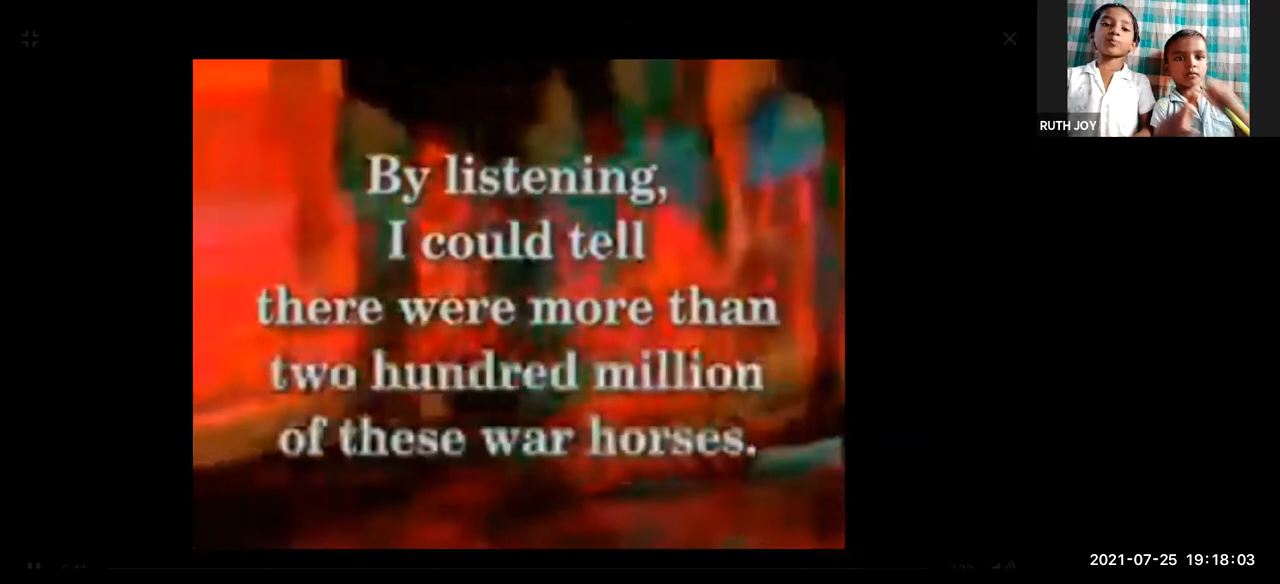 By listening,
I could tell
there were more than
two hundred million
of these war horses.
RUTH JOY
2021-07-25 19:18:03